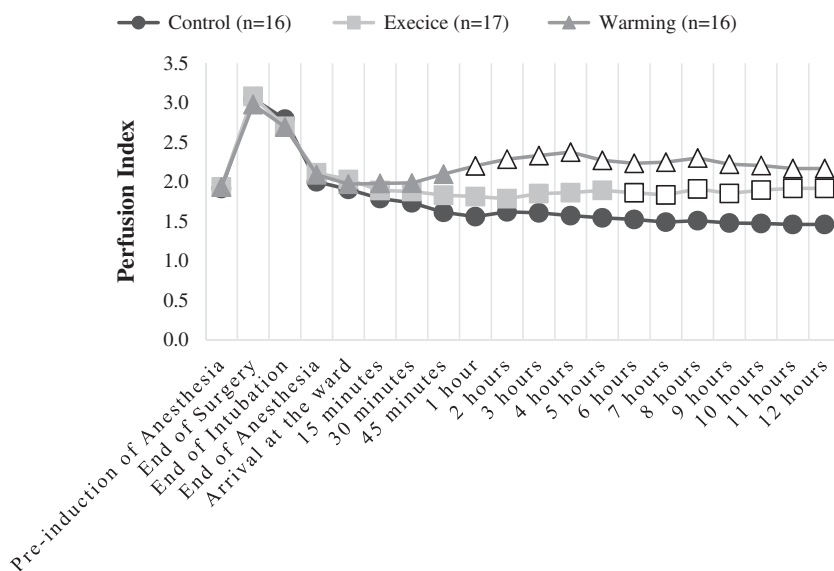 Control (n=16) Execice (n=17) Warming (n=16)
Perfusion Index
3.5
3.0
2.5
2.0
1.5
1.0
0.5
0.0
Pre-induction of Anesthesia
End of Surgery
End of Intubation
End of Anesthesia
Arrival at the ward
15 minutes
30 minutes
45 minutes
1 hour
2 hours
3 hours
4 hours
5 hours
6 hours
7 hours
8 hours
9 hours
10 hours
11 hours
12 hours